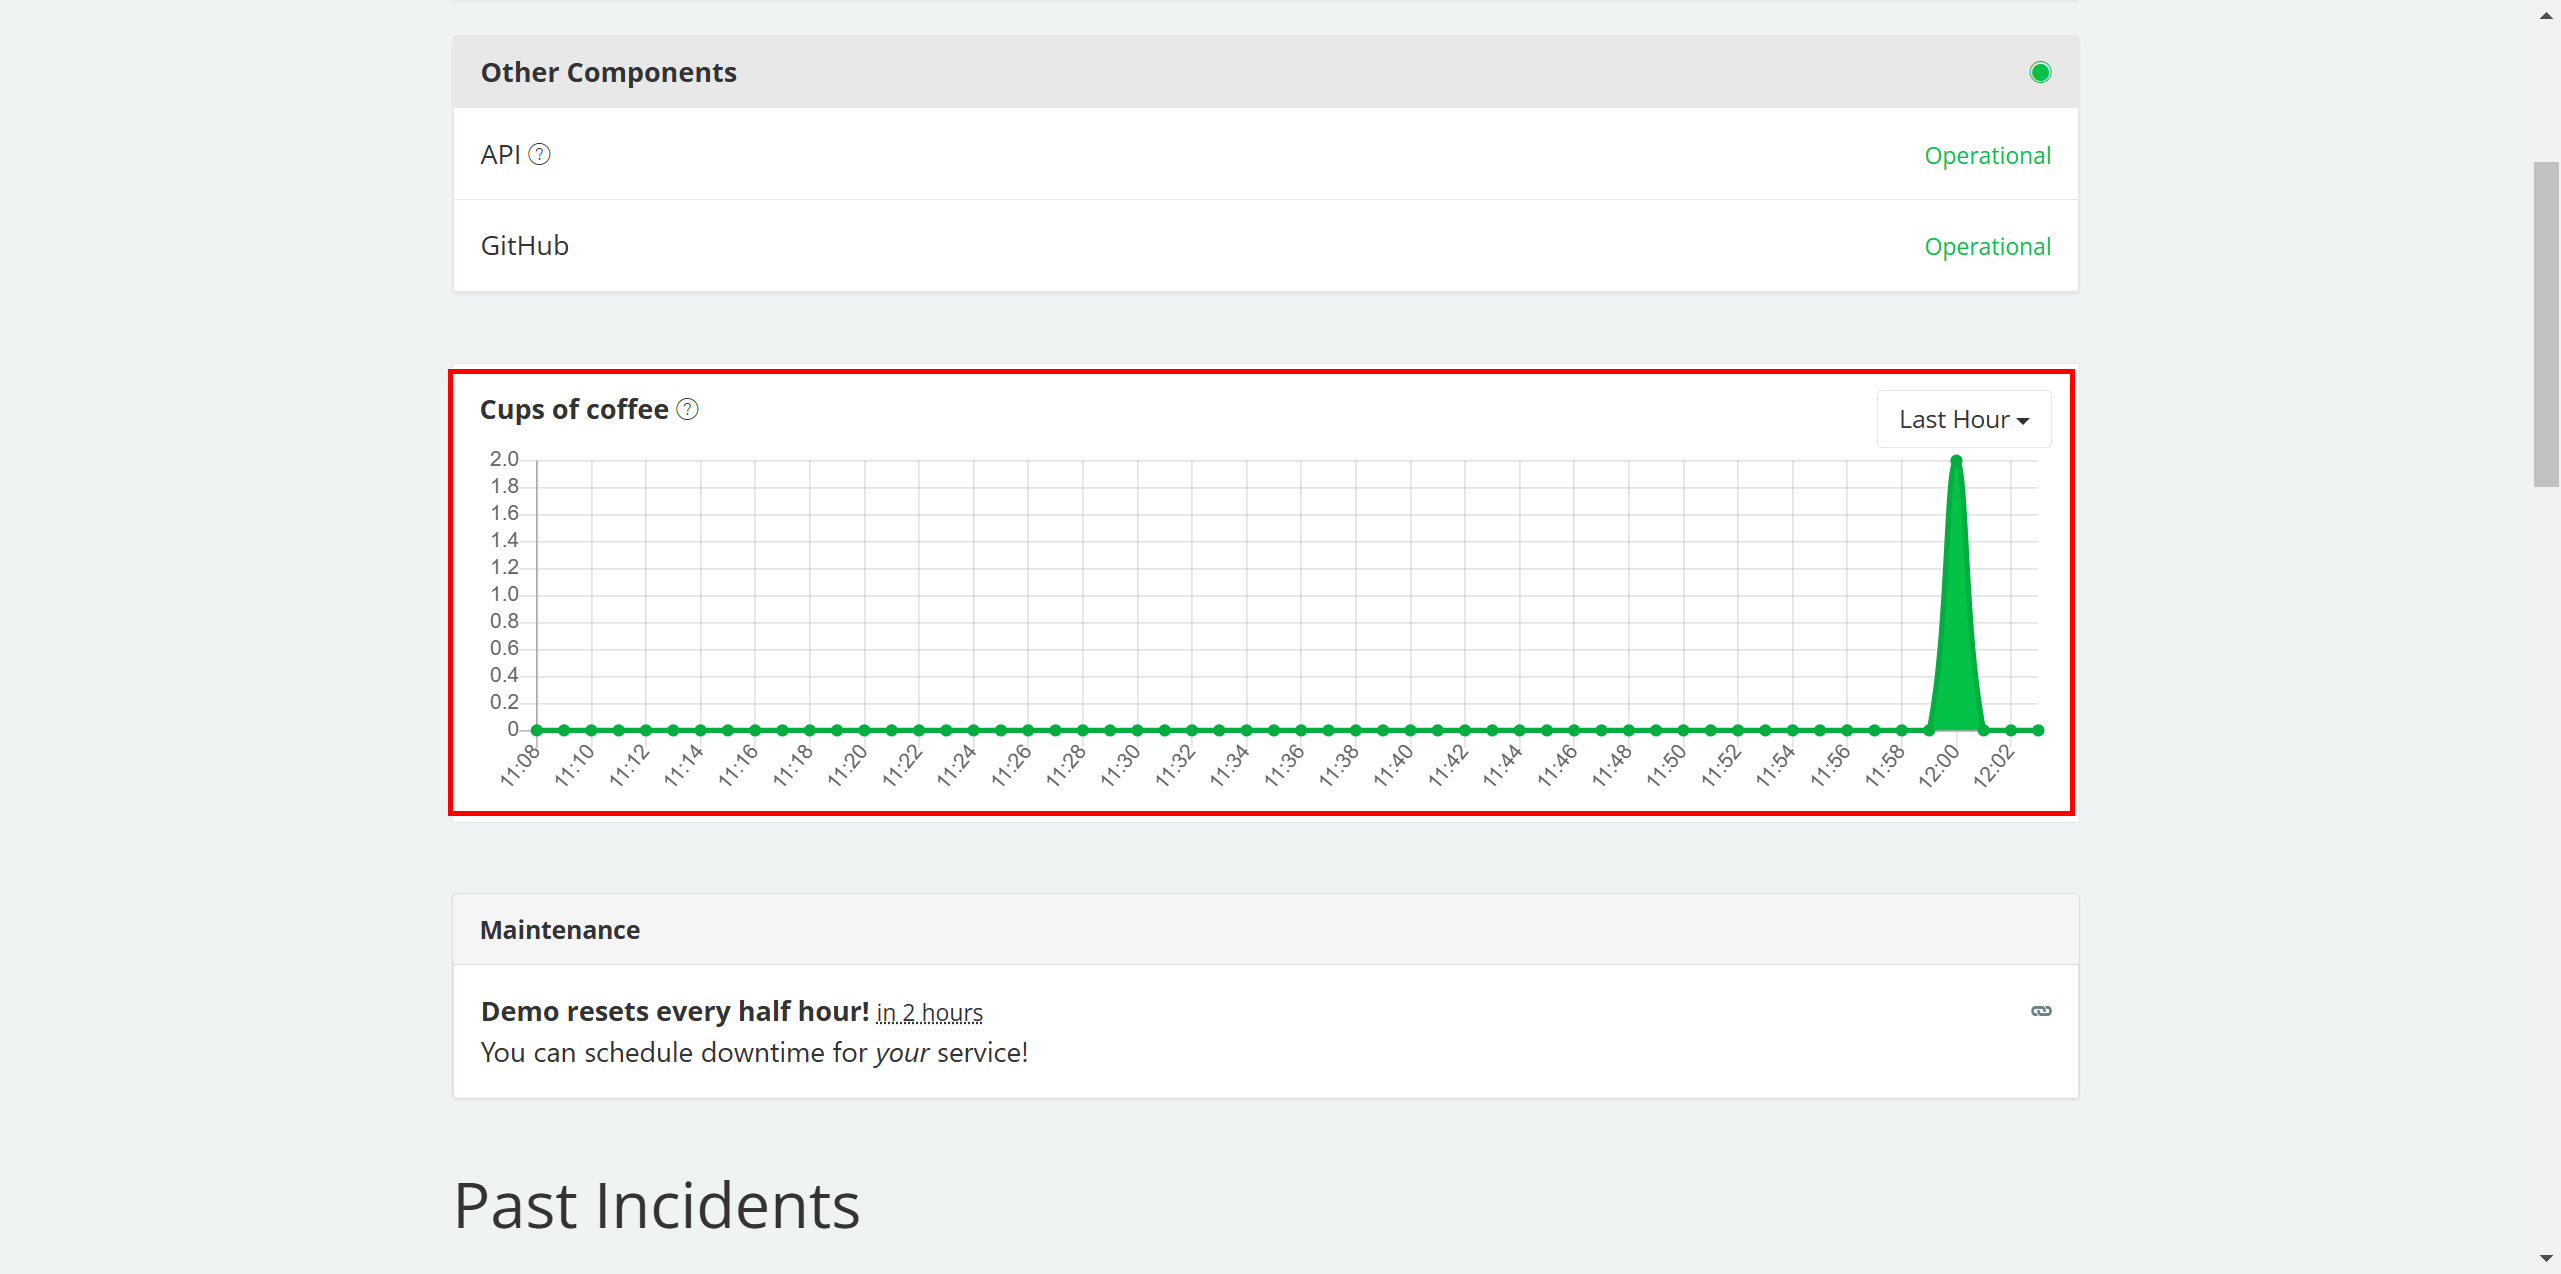 Other Components
API ?
Operational
GitHub
Operational
Cups of coffee ?
Last Hour
2.0
1.8
1.6
1.4
1.2
1.0
0.8
0.6
0.4
0.2
0
11:08 11:10 11:12 11:14 11:16 11:18 11:20 11:22 11:24 11:26 11:28 11:30 11:32 11:34 11:36 11:38 11:40 11:42 11:44 11:46 11:48 11:50 11:52 11:54 11:56 11:58 12:00 12:02
Maintenance
Demo resets every half hour! in 2 hours
You can schedule downtime for your service!
Past Incidents